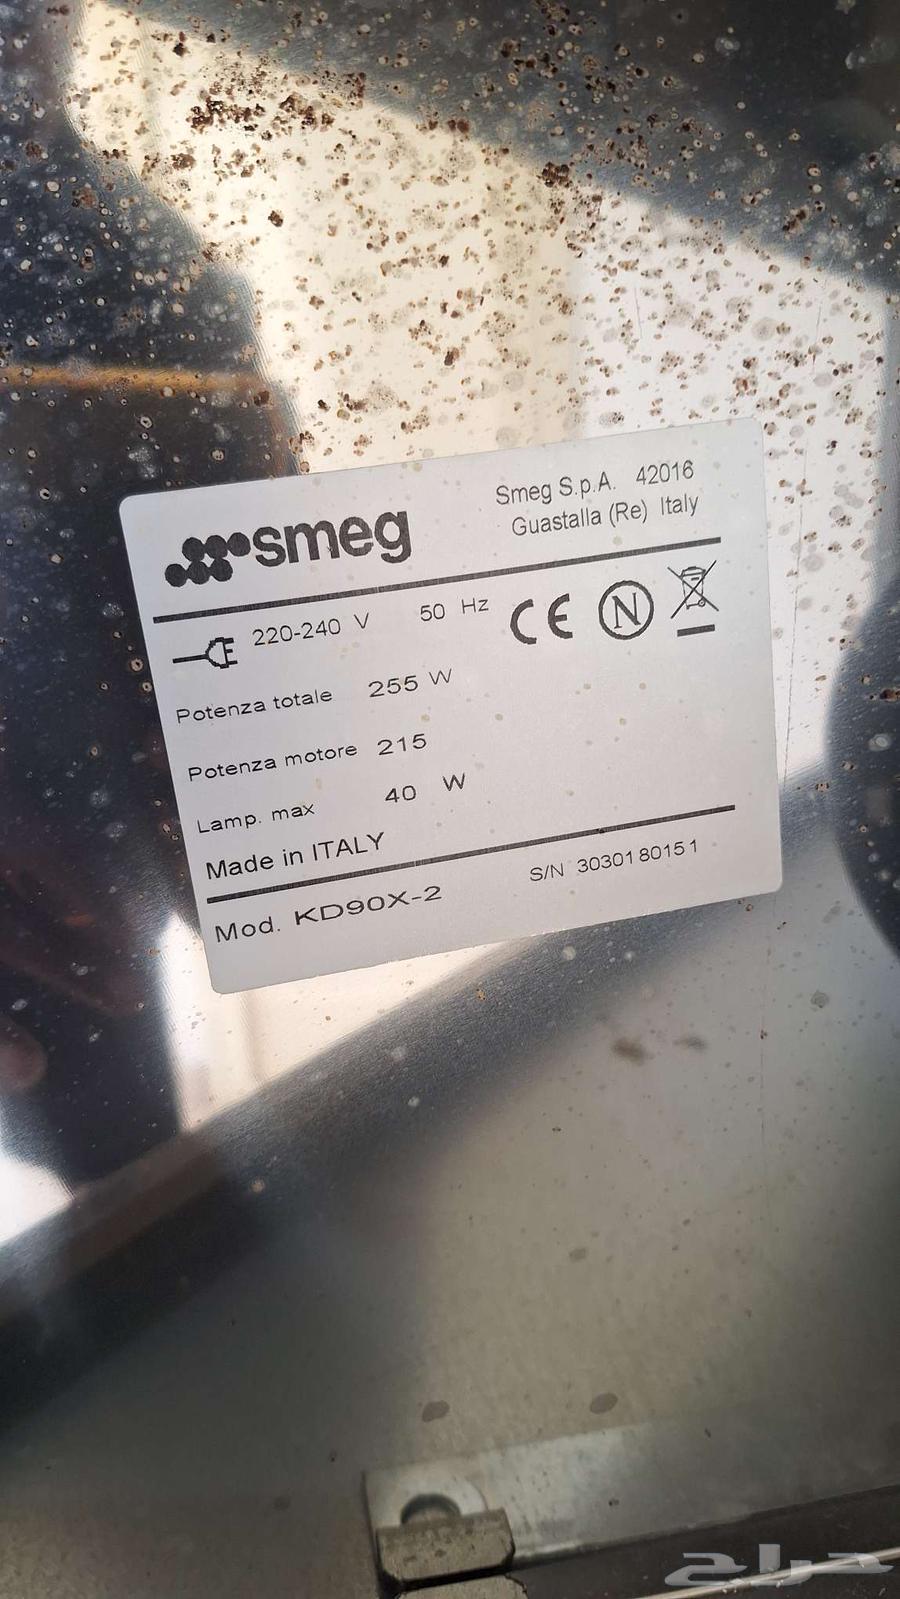 smeg
Smeg S.p.A. 42016
Guastalla (Re) Italy
220-240 V 50 Hz
CE N
Potenza totale 255 W
Potenza motore 215
Lamp. max 40 W
Made in ITALY
Mod. KD90X-2
S/N 3030180151
حراج